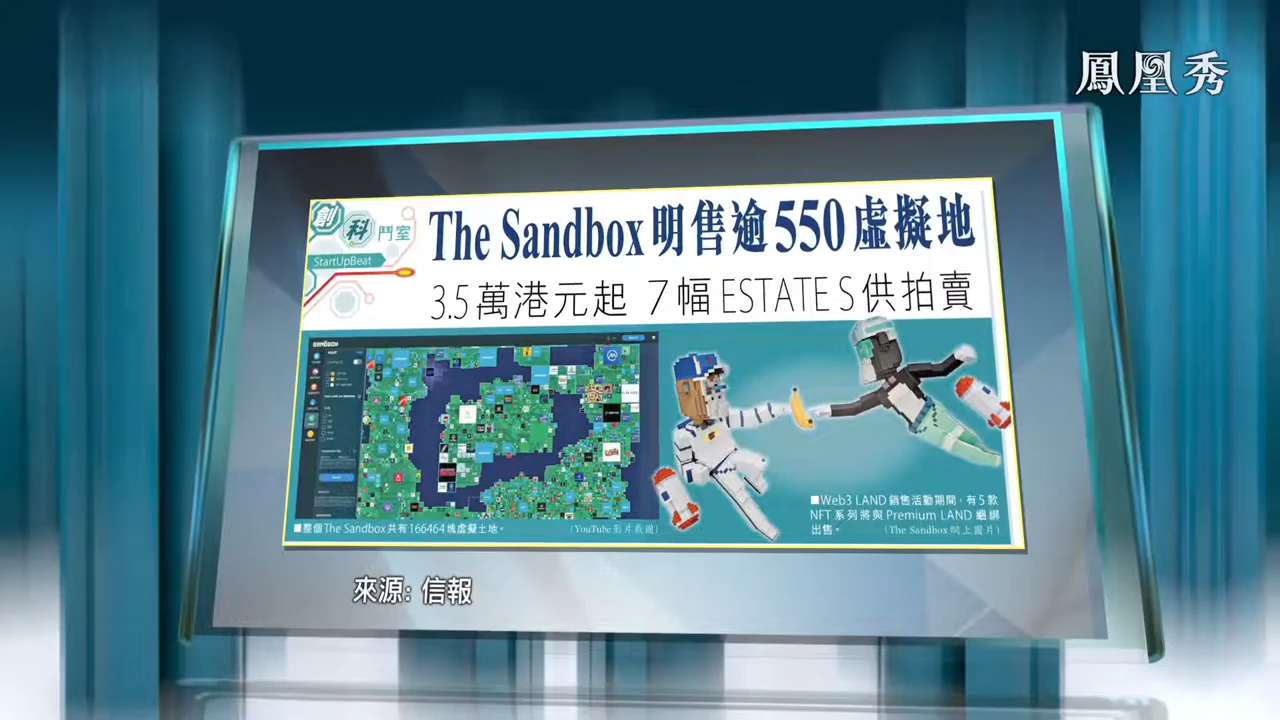 鳳凰秀
創科鬥室
StartUpBeat
The Sandbox明售逾550虛擬地
3.5萬港元起 7幅ESTATES供拍賣
■整個The Sandbox共有166464塊虛擬土地。
(YouTube影片截圖)
■Web3 LAND銷售活動期間，有5款
NFT系列將與Premium LAND綑綁
出售。
(The Sandbox網上圖片)
來源: 信報